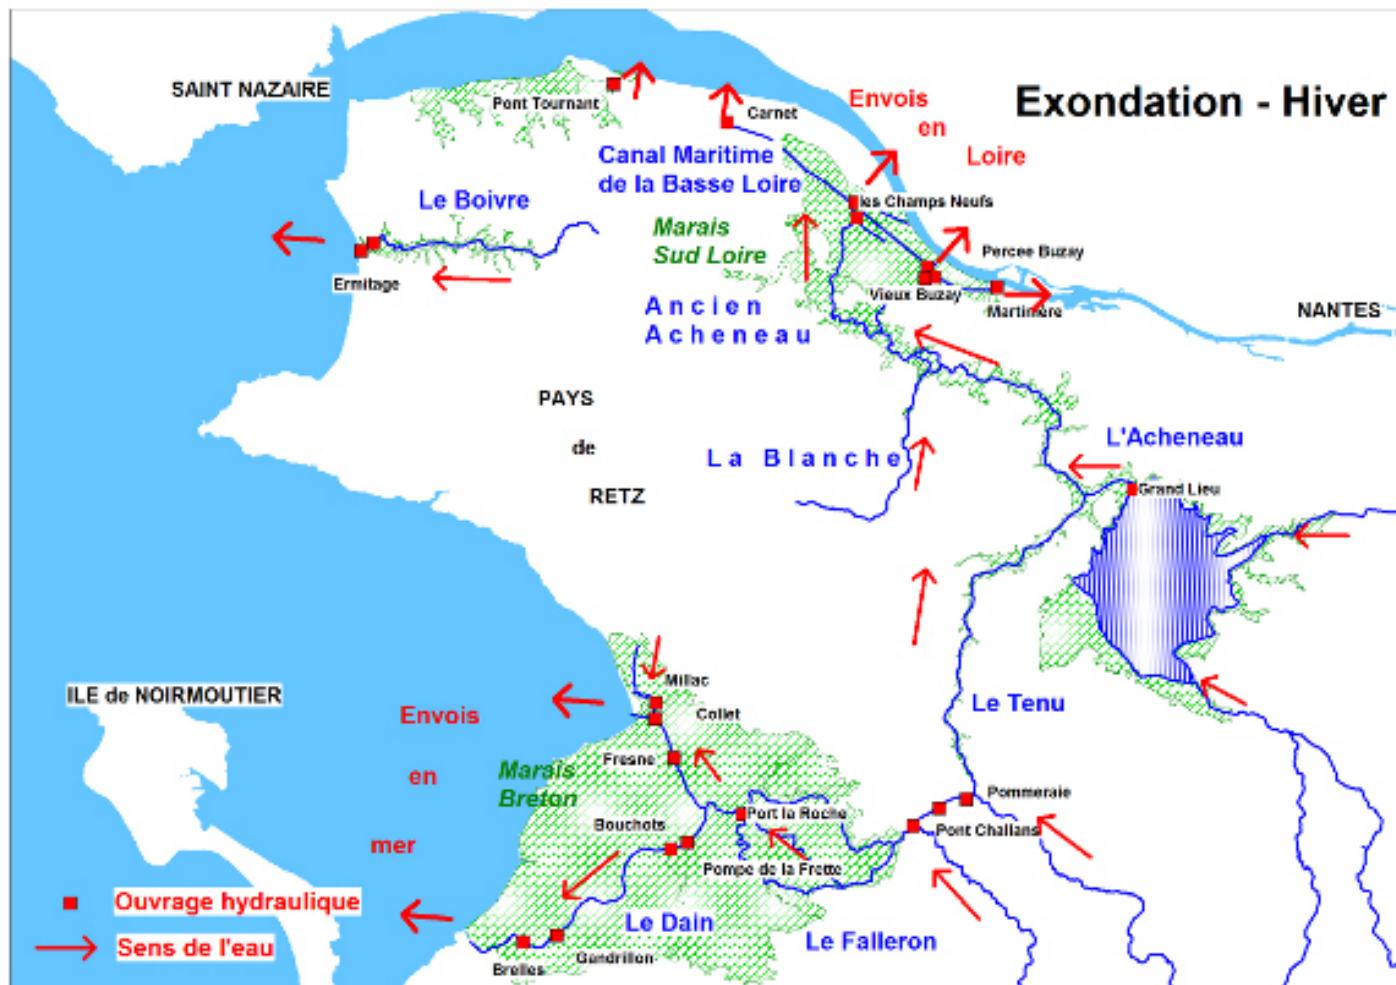 Exondation - Hiver
SAINT NAZAIRE
Pont Tournant
Carnet
Envois
en
Loire
Canal Maritime
de la Basse Loire
Le Boivre
les Champs Neufs
Marais
Sud Loire
Percee Buzay
Ermitage
Vieux Buzay
Martiniere
NANTES
Ancien
Acheneau
PAYS
de
RETZ
L'Acheneau
La Blanche
Grand Lieu
ILE de NOIRMOUTIER
Millac
Collet
Le Tenu
Envois
en
mer
Fresne
Marais
Breton
Pommeraie
Port la Roche
Bouchots
Pont Challans
Pompe de la Frette
Ouvrage hydraulique
Sens de l'eau
Le Dain
Le Falleron
Gandrillon
Brelles